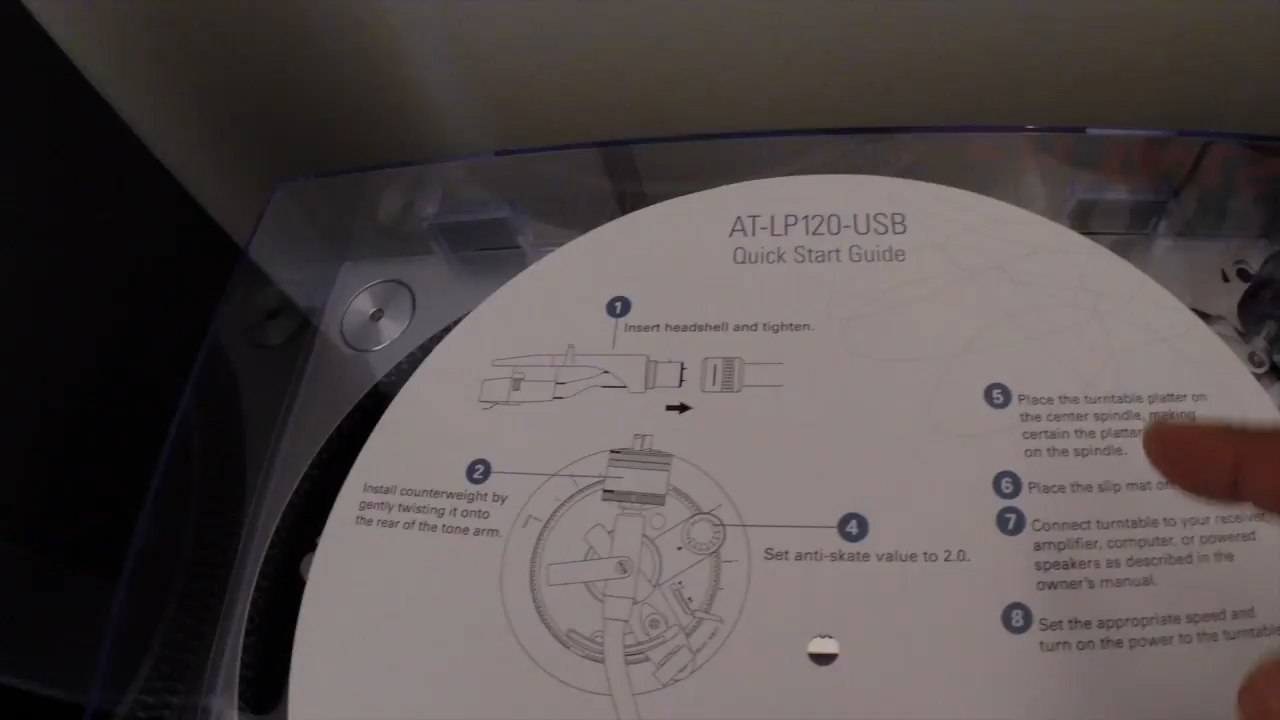 AT-LP120-USB
Quick Start Guide
1
Insert headshell and tighten.
2
Install counterweight by
gently twisting it onto
the rear of the tone arm.
4
Set anti-skate value to 2.0.
5
Place the turntable platter on
the center spindle, making
certain the platter
on the spindle.
6
Place the slip mat
7
Connect turntable to your receiver,
amplifier, computer, or powered
speakers as described in the
owner's manual.
8
Set the appropriate speed and
turn on the power to the turntable